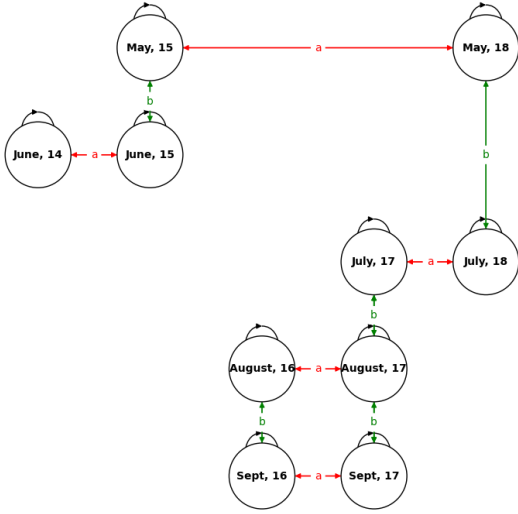 May, 15 a May, 18
b
June, 14 a June, 15 b
July, 17 a July, 18
b
August, 16 a August, 17
b b
Sept, 16 a Sept, 17